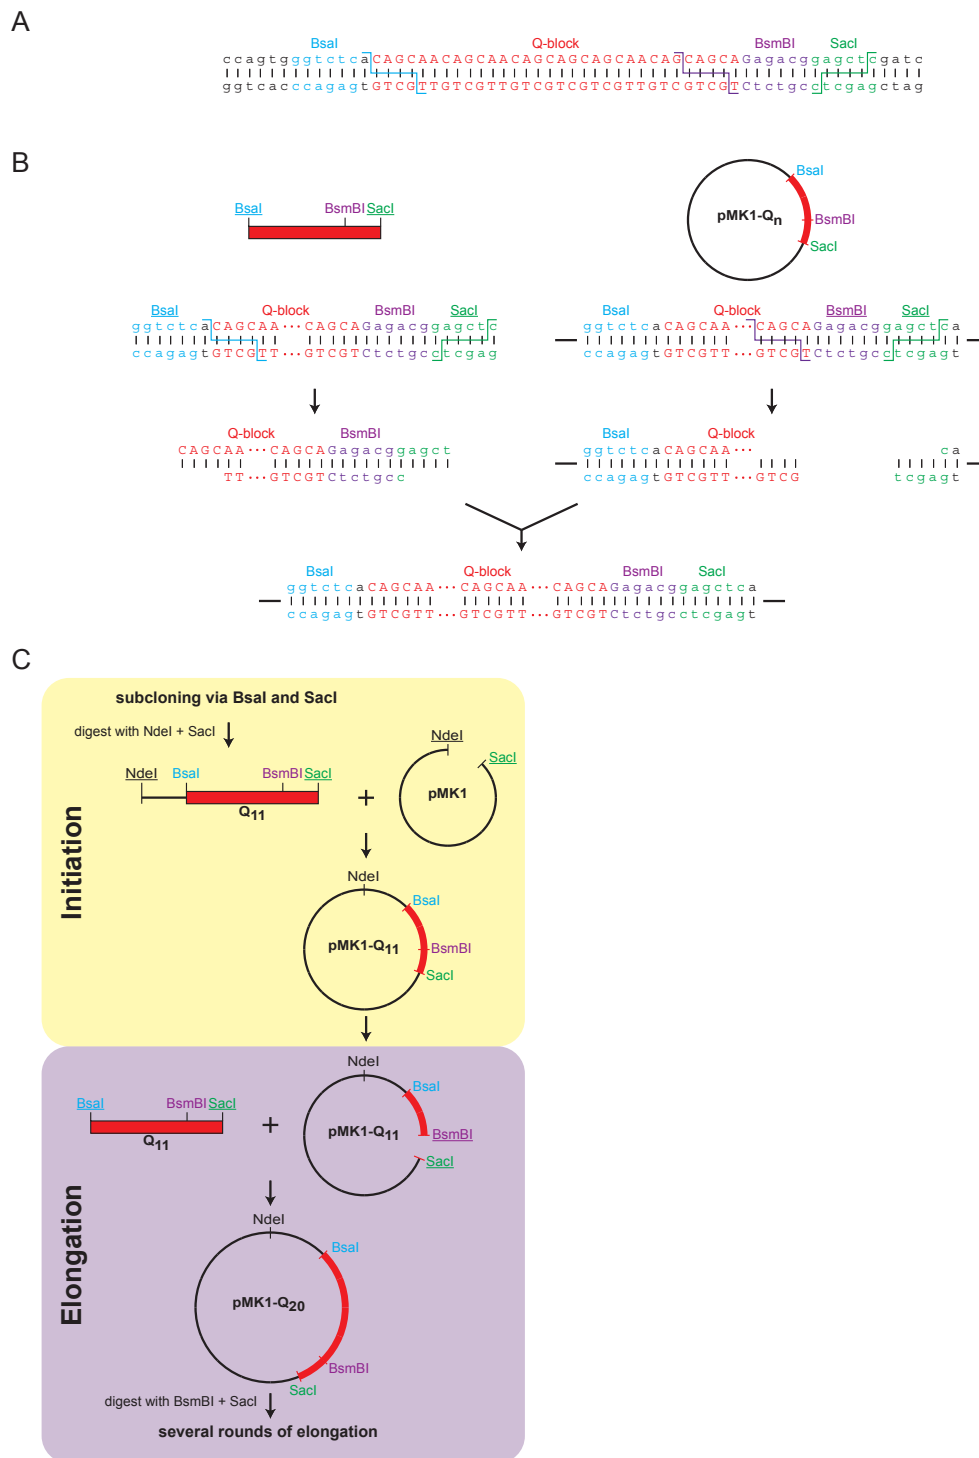 A
BsaI Q-block BsmBI SacI
ccagtgggtctcaCAGCAACAGCAACAGCAGCAGCAACAGCAGCAGagacggagctcgatc
ggtcacccagagtGTCGTTGTCGTTGTCGTCGTCGTTGTCGTCGTCtctgcctcgagctag
B
BsaI BsmBI SacI
BsaI
pMK1-Qn
BsmBI
SacI
BsaI Q-block BsmBI SacI
ggtctcaCAGCAA···CAGCAGagacggagctc
ccagagtGTCGTT···GTCGTCtctgcctcgag
BsaI Q-block BsmBI SacI
ggtctcaCAGCAA···CAGCAGagacggagctca
ccagagtGTCGTT···GTCGTCtctgcctcgagt
Q-block BsmBI
CAGCAA···CAGCAGagacggagct
TT···GTCGTCtctgcc
BsaI Q-block
ggtctcaCAGCAA··· ca
ccagagtGTCGTT···GTCG tcgagt
BsaI Q-block BsmBI SacI
ggtctcaCAGCAA···CAGCAA···CAGCAGagacggagctca
ccagagtGTCGTT···GTCGTT···GTCGTCtctgcctcgagt
C
Initiation
subcloning via BsaI and SacI
digest with NdeI + SacI
NdeI BsaI BsmBI SacI
Q11
+
NdeI
SacI
pMK1
NdeI
BsaI
pMK1-Q11
BsmBI
SacI
Elongation
BsaI BsmBI SacI
Q11
+
NdeI
BsaI
pMK1-Q11
BsmBI
SacI
NdeI
BsaI
pMK1-Q20
BsmBI
SacI
digest with BsmBI + SacI
several rounds of elongation